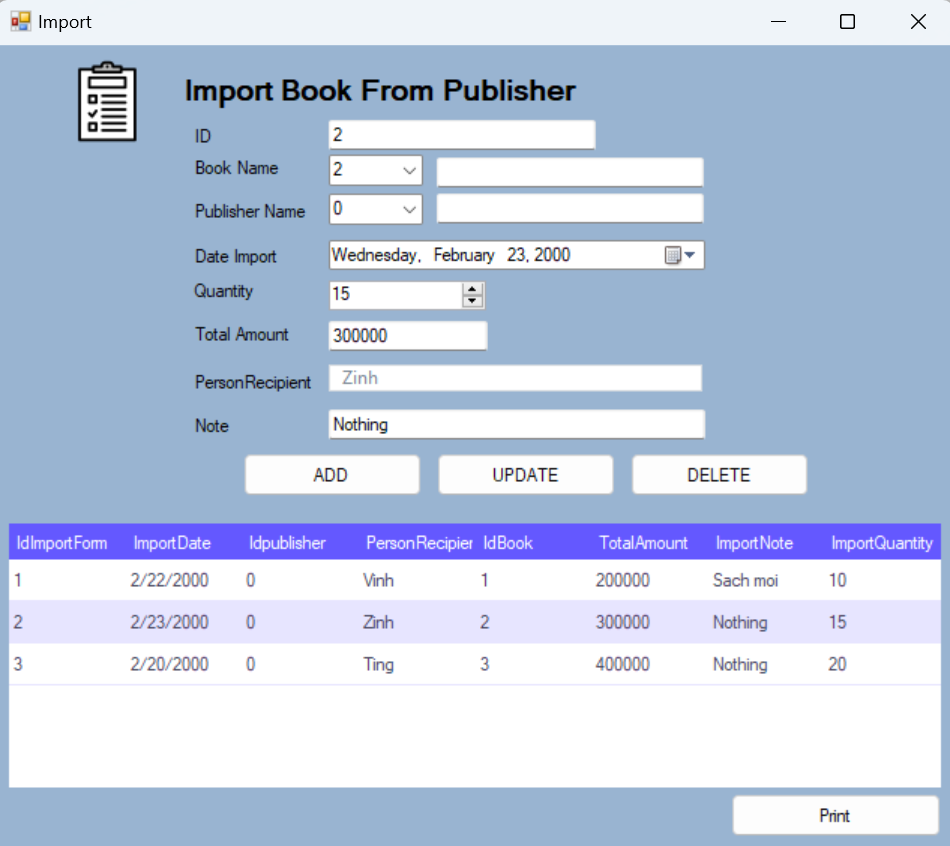 Import
Import Book From Publisher
ID 2
Book Name 2
Publisher Name 0
Date Import Wednesday, February 23, 2000
Quantity 15
Total Amount 300000
PersonRecipient Zinh
Note Nothing
ADD UPDATE DELETE
IdImportForm ImportDate Idpublisher PersonRecipier IdBook TotalAmount ImportNote ImportQuantity
1 2/22/2000 0 Vinh 1 200000 Sach moi 10
2 2/23/2000 0 Zinh 2 300000 Nothing 15
3 2/20/2000 0 Ting 3 400000 Nothing 20
Print